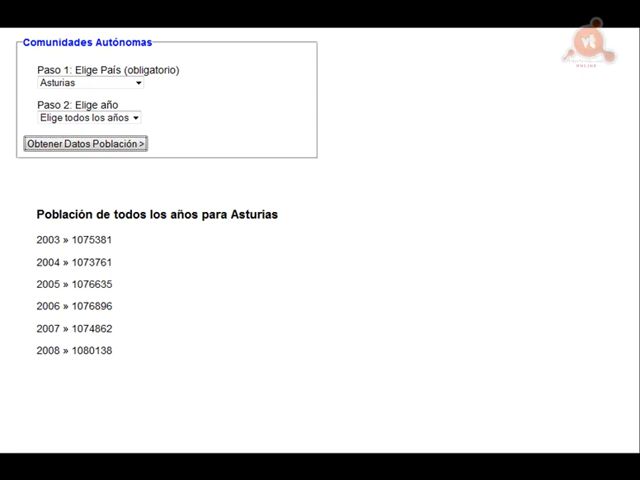 Comunidades Autónomas
Paso 1: Elige País (obligatorio)
Asturias
Paso 2: Elige año
Elige todos los años
Obtener Datos Población >
Población de todos los años para Asturias
2003 » 1075381
2004 » 1073761
2005 » 1076635
2006 » 1076896
2007 » 1074862
2008 » 1080138
vt
ONLINE